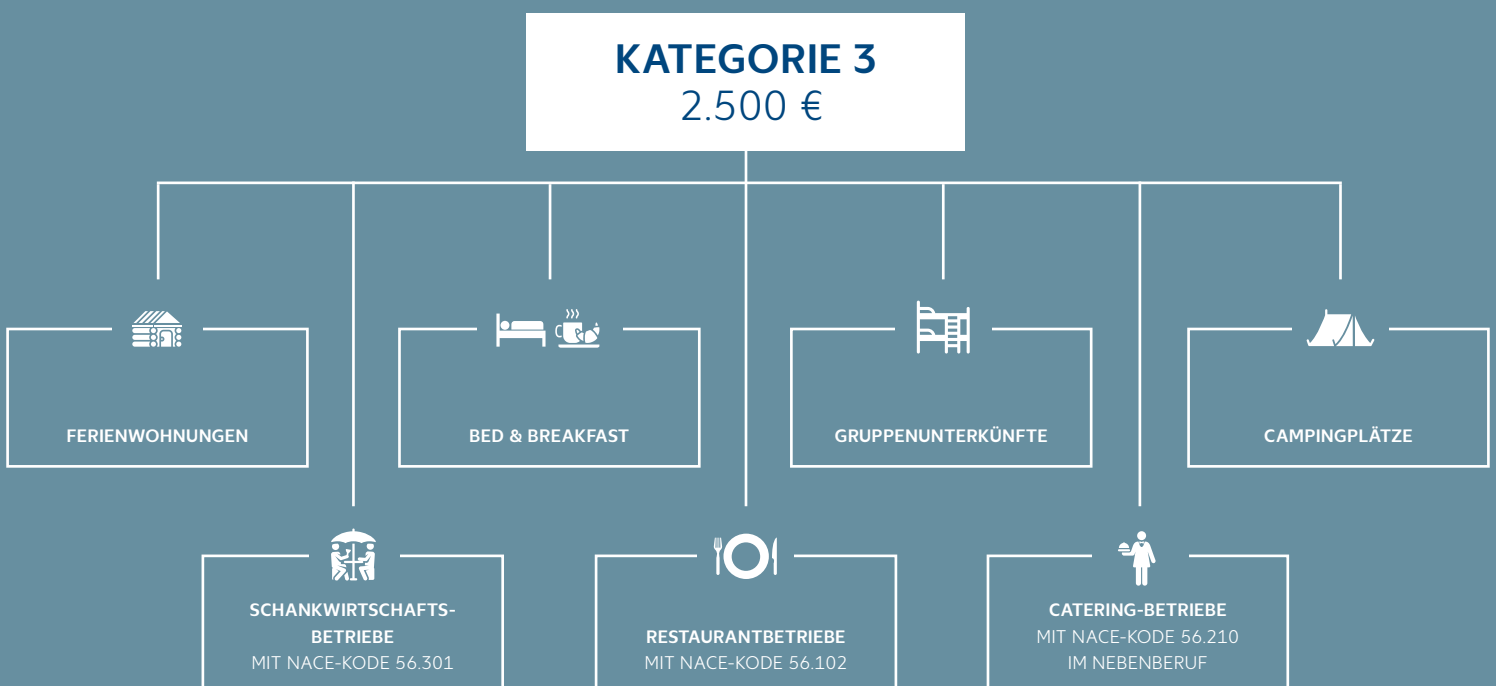 KATEGORIE 3
2.500 €
FERIENWOHNUNGEN
BED & BREAKFAST
GRUPPENUNTERKÜNFTE
CAMPINGPLÄTZE
SCHANKWIRTSCHAFTS-
BETRIEBE
MIT NACE-KODE 56.301
RESTAURANTBETRIEBE
MIT NACE-KODE 56.102
CATERING-BETRIEBE
MIT NACE-KODE 56.210
IM NEBENBERUF